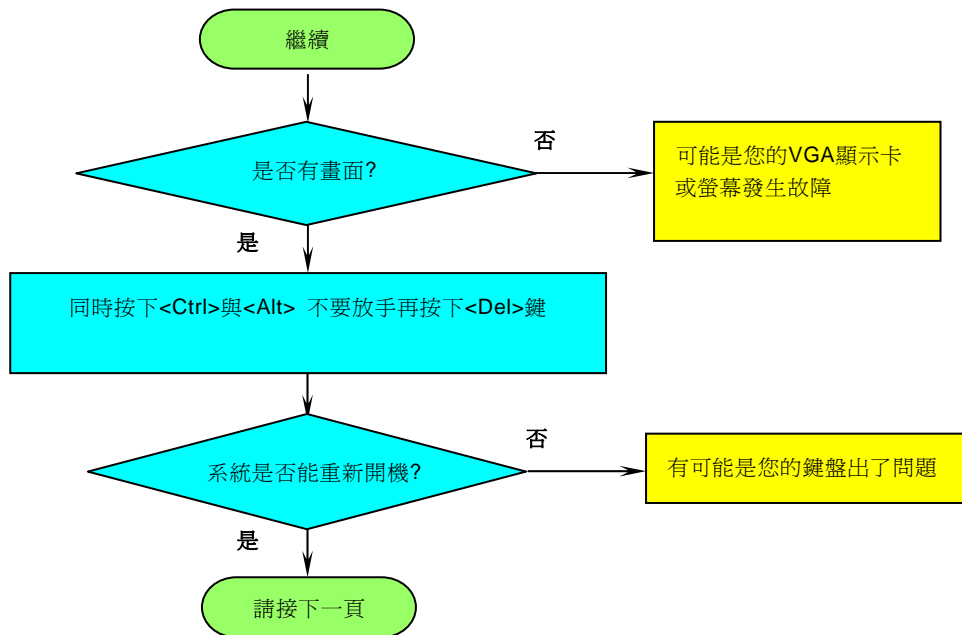 繼續
是否有畫面?
否
可能是您的VGA顯示卡
或螢幕發生故障
是
同時按下<Ctrl>與<Alt> 不要放手再按下<Del>鍵
系統是否能重新開機?
否
有可能是您的鍵盤出了問題
是
請接下一頁